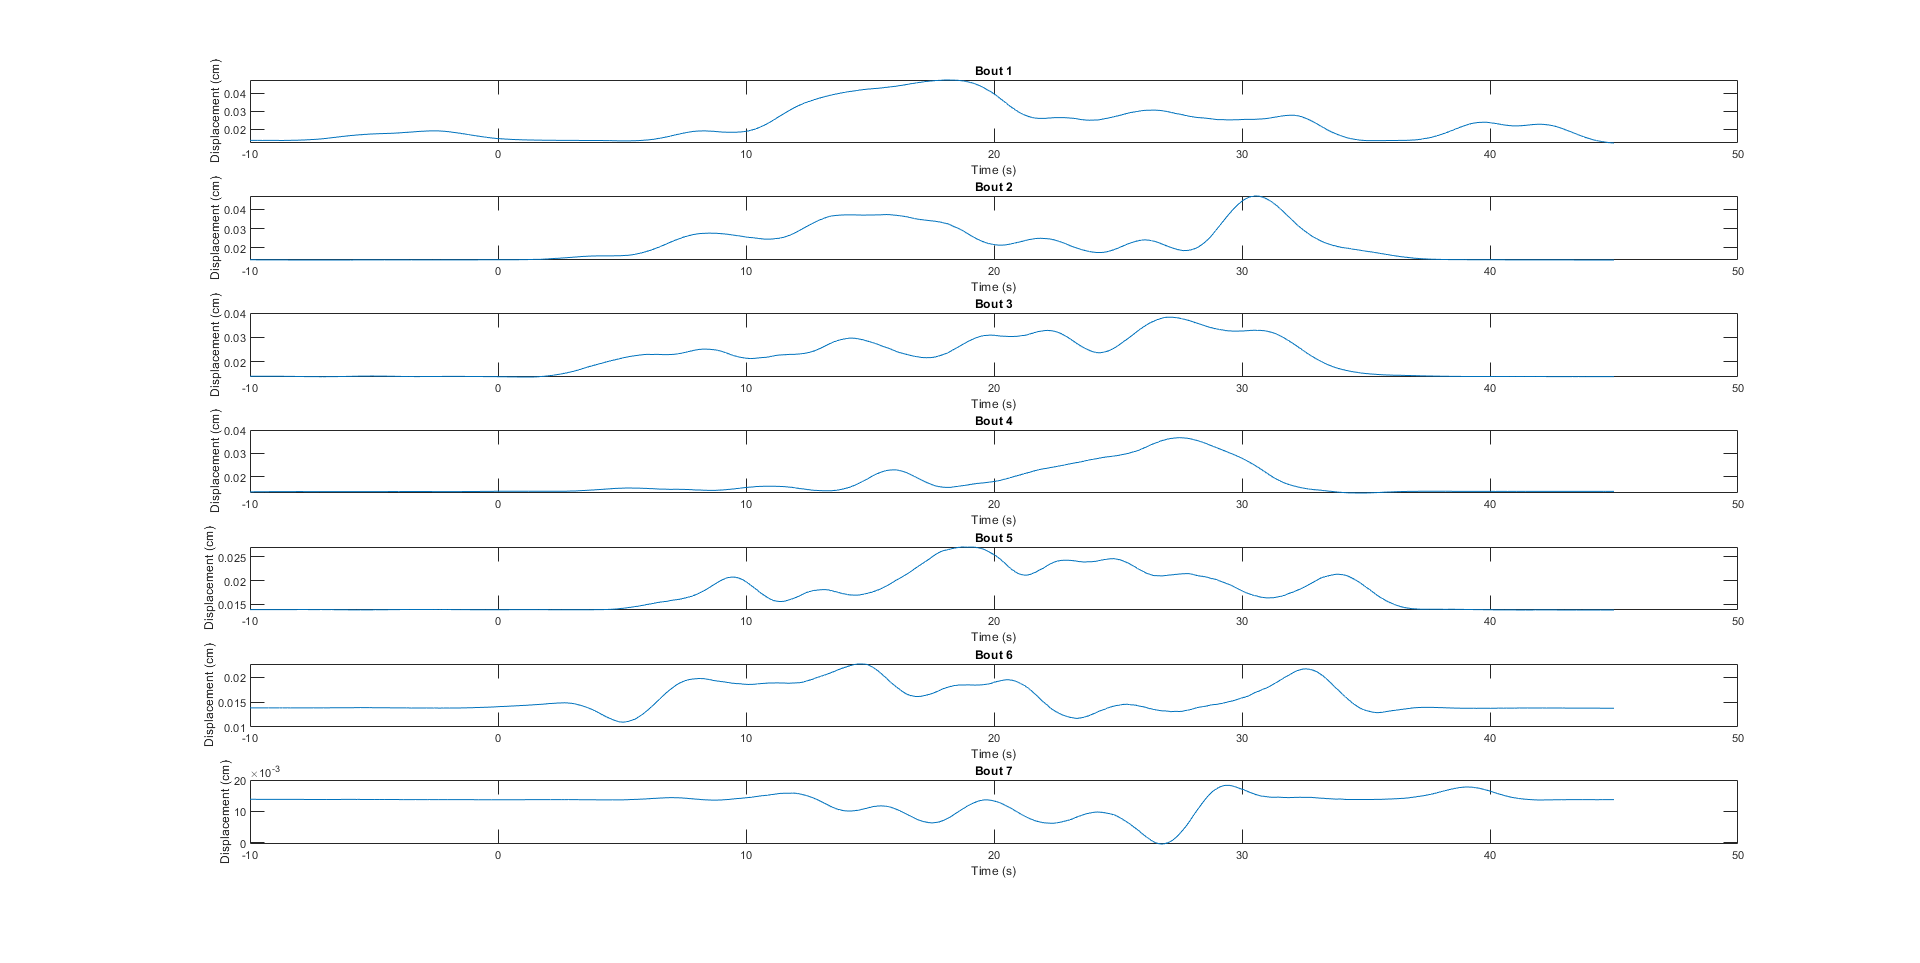 Bout 1
Displacement (cm)
0.04
0.03
0.02
-10 0 10 20 30 40 50
Time (s)
Bout 2
Displacement (cm)
0.04
0.03
0.02
-10 0 10 20 30 40 50
Time (s)
Bout 3
Displacement (cm)
0.04
0.03
0.02
-10 0 10 20 30 40 50
Time (s)
Bout 4
Displacement (cm)
0.04
0.03
0.02
-10 0 10 20 30 40 50
Time (s)
Bout 5
Displacement (cm)
0.025
0.02
0.015
-10 0 10 20 30 40 50
Time (s)
Bout 6
Displacement (cm)
0.02
0.015
0.01
-10 0 10 20 30 40 50
Time (s)
Bout 7
Displacement (cm)
×10⁻³
20
10
0
-10 0 10 20 30 40 50
Time (s)